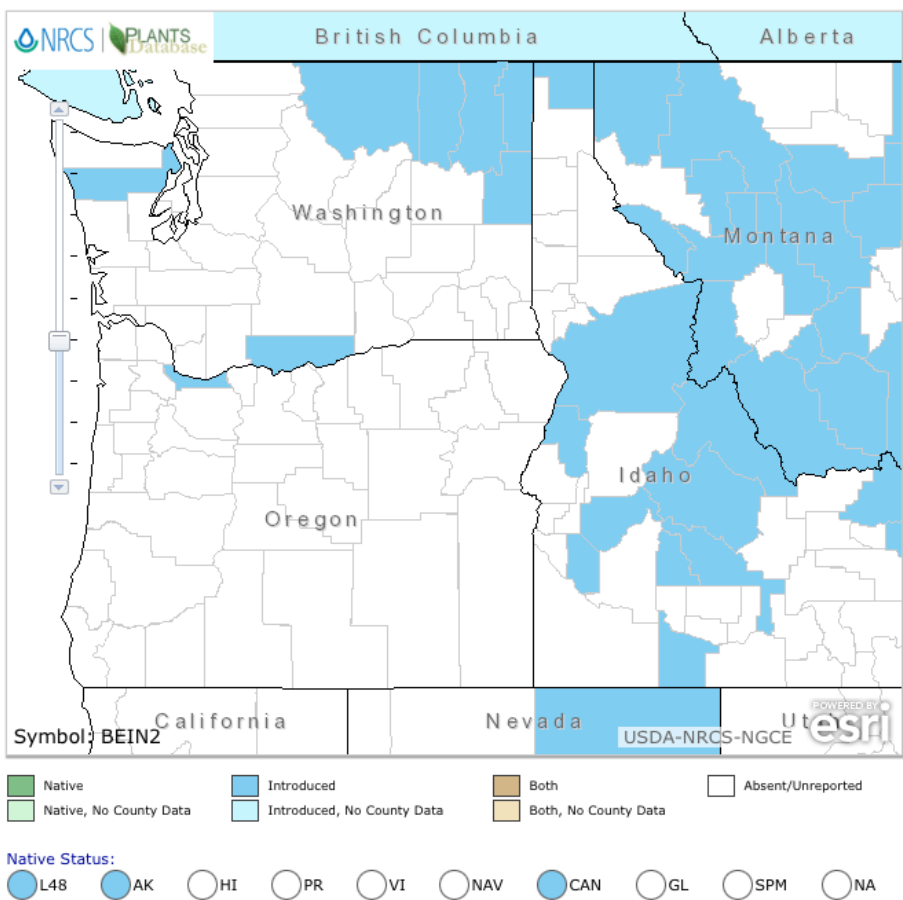 NRCS | PLANTS
Database
British Columbia
Alberta
Washington
Montana
Idaho
Oregon
California
Nevada
Utah
POWERED BY
esri
Symbol: BEIN2
USDA-NRCS-NGCE
Native
Introduced
Both
Absent/Unreported
Native, No County Data
Introduced, No County Data
Both, No County Data
Native Status:
L48
AK
HI
PR
VI
NAV
CAN
GL
SPM
NA